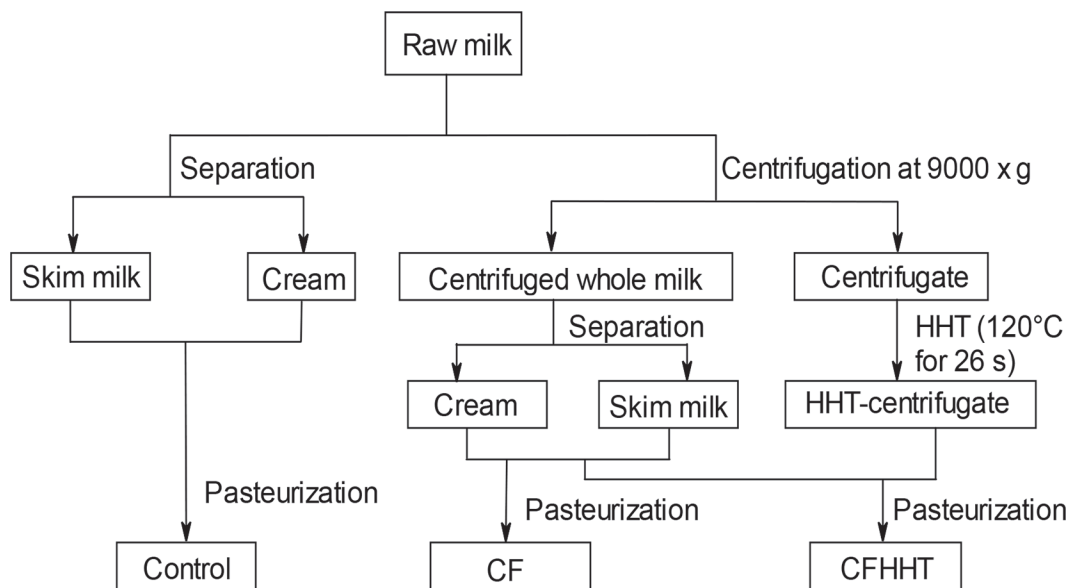 Raw milk
Separation
Centrifugation at 9000 x g
Skim milk
Cream
Centrifuged whole milk
Centrifugate
Separation
HHT (120°C
for 26 s)
Cream
Skim milk
HHT-centrifugate
Pasteurization
Pasteurization
Pasteurization
Control
CF
CFHHT